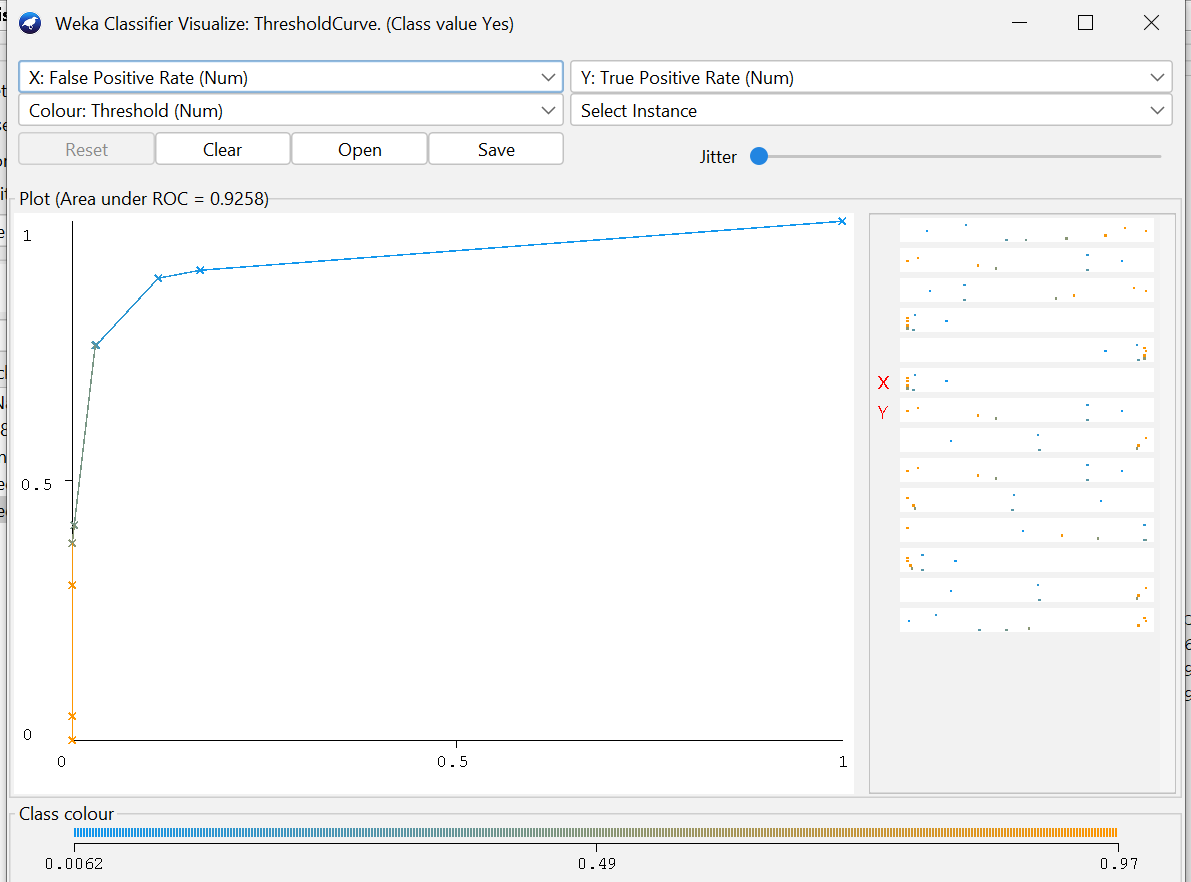 Weka Classifier Visualize: ThresholdCurve. (Class value Yes)
X: False Positive Rate (Num)
Y: True Positive Rate (Num)
Colour: Threshold (Num)
Select Instance
Reset
Clear
Open
Save
Jitter
Plot (Area under ROC = 0.9258)
1
0.5
0
0
0.5
1
X
Y
Class colour
0.0062
0.49
0.97